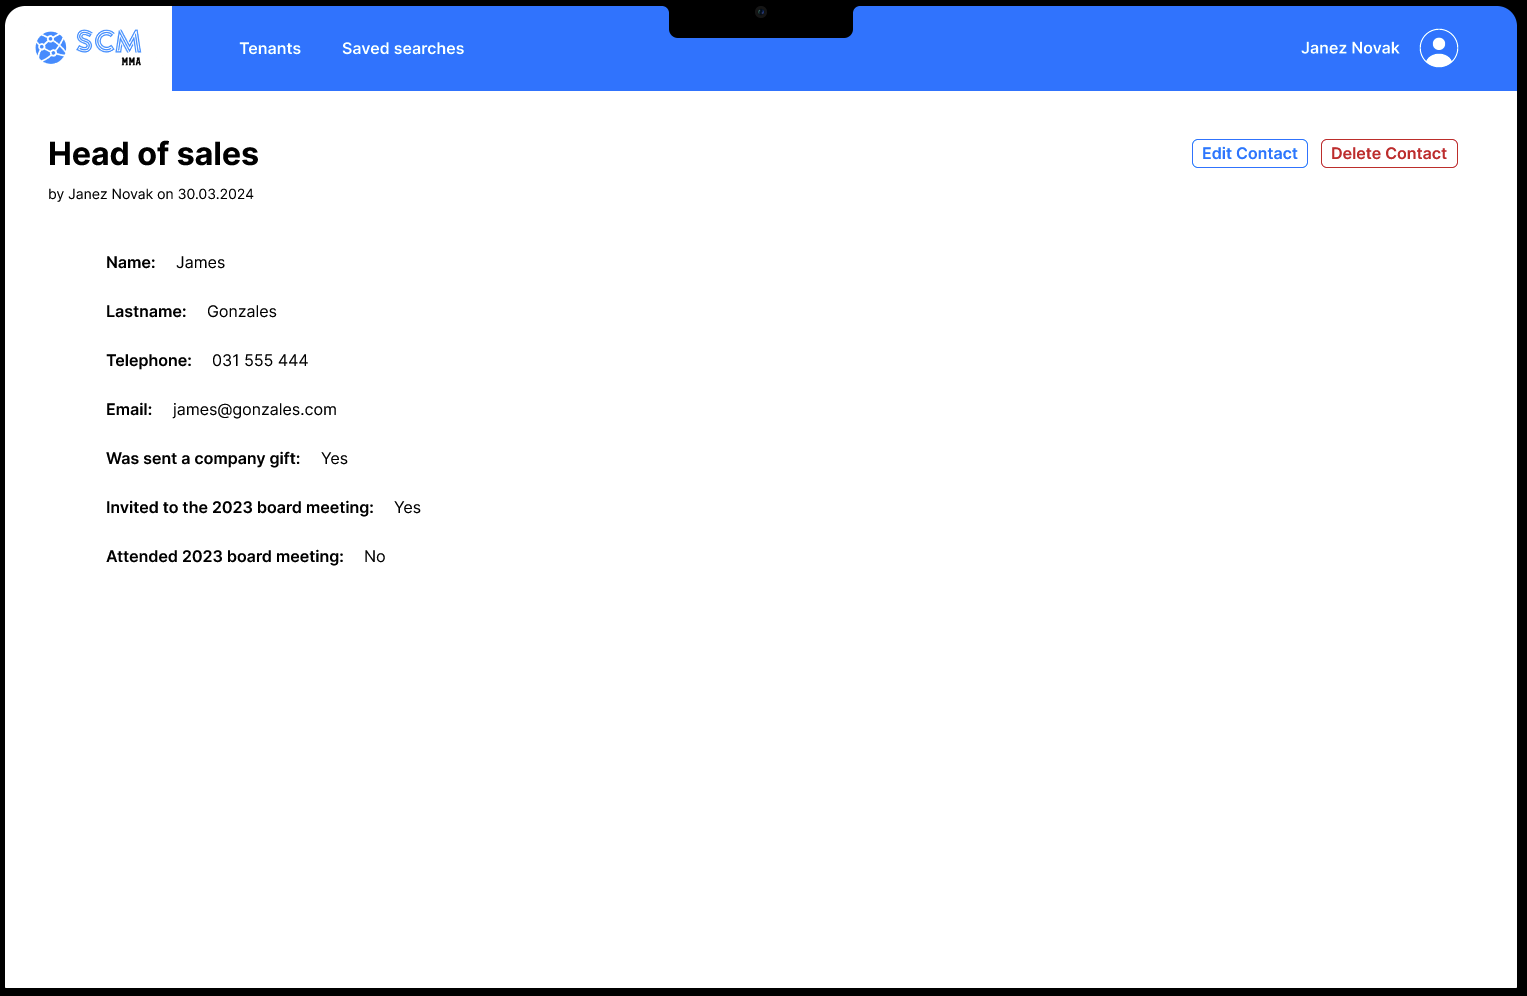 SCM
MMA
Tenants
Saved searches
Janez Novak
Head of sales
Edit Contact
Delete Contact
by Janez Novak on 30.03.2024
Name: James
Lastname: Gonzales
Telephone: 031 555 444
Email: james@gonzales.com
Was sent a company gift: Yes
Invited to the 2023 board meeting: Yes
Attended 2023 board meeting: No